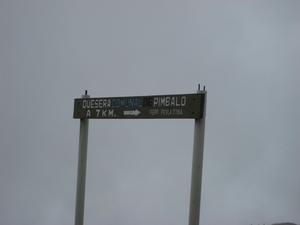 QUESERA COMUNAL DE PIMBALO
A 7 KM.